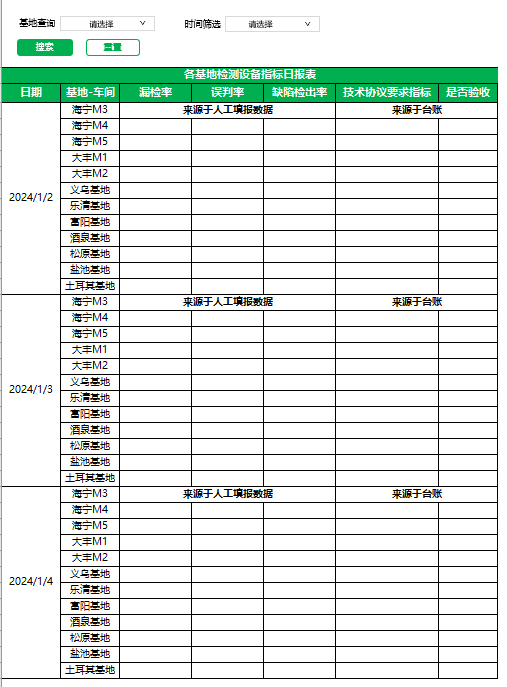 基地查询 请选择 时间筛选 请选择
搜索 重置
各基地检测设备指标日报表
日期 基地-车间 漏检率 误判率 缺陷检出率 技术协议要求指标 是否验收
海宁M3 来源于人工填报数据 来源于台账
海宁M4
海宁M5
大丰M1
大丰M2
义乌基地
2024/1/2
乐清基地
富阳基地
酒泉基地
松原基地
盐池基地
土耳其基地
海宁M3 来源于人工填报数据 来源于台账
海宁M4
海宁M5
大丰M1
大丰M2
义乌基地
2024/1/3
乐清基地
富阳基地
酒泉基地
松原基地
盐池基地
土耳其基地
海宁M3 来源于人工填报数据 来源于台账
海宁M4
海宁M5
大丰M1
大丰M2
义乌基地
2024/1/4
乐清基地
富阳基地
酒泉基地
松原基地
盐池基地
土耳其基地